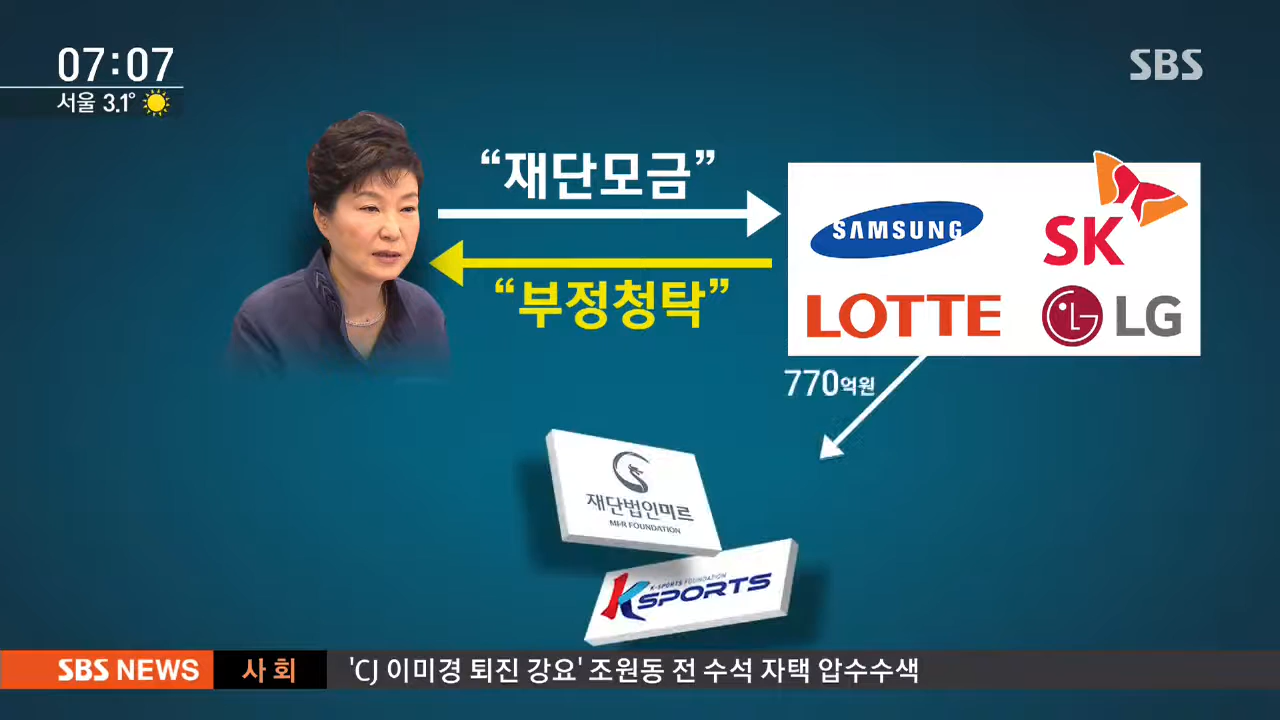 07:07
SBS
서울 3.1°
“재단모금”
SAMSUNG
SK
“부정청탁”
LOTTE
LG
770억원
재단법인미르
MIR FOUNDATION
K-SPORTS FOUNDATION
K SPORTS
SBS NEWS
사회
'CJ 이미경 퇴진 강요' 조원동 전 수석 자택 압수수색